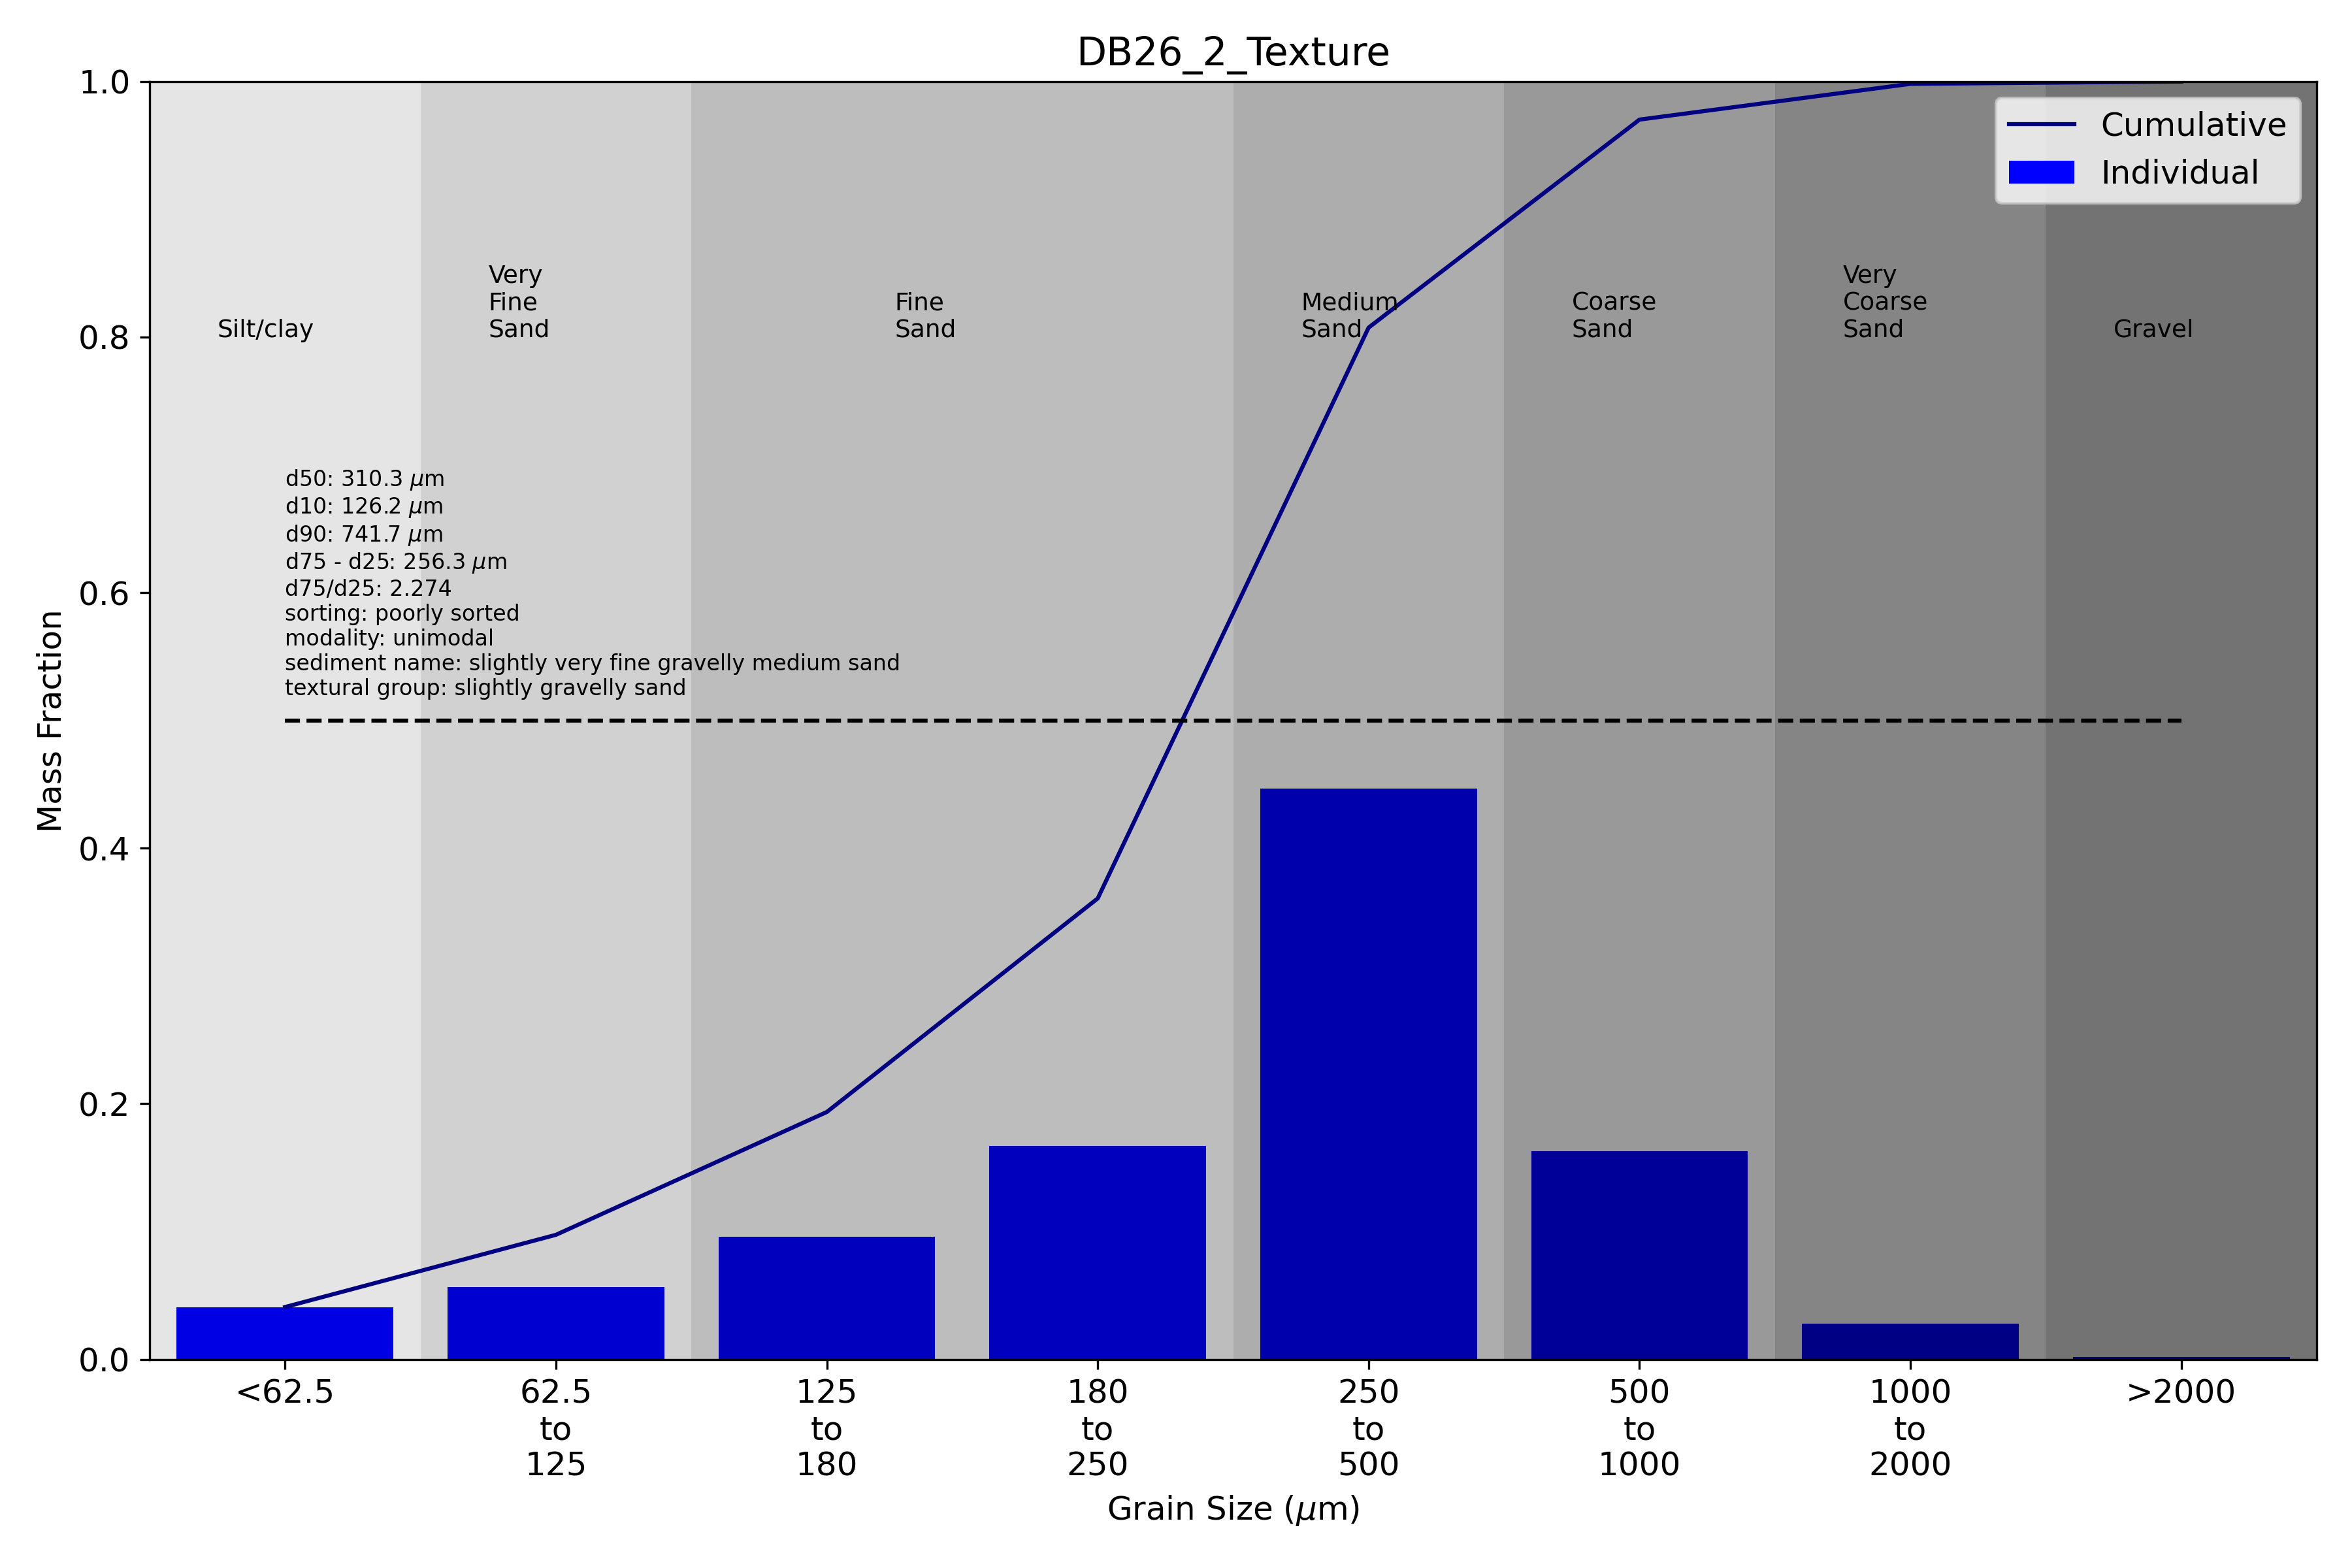 DB26_2_Texture
1.0
0.8
0.6
0.4
0.2
0.0
Mass Fraction
Cumulative
Individual
Silt/clay
Very
Fine
Sand
Fine
Sand
Medium
Sand
Coarse
Sand
Very
Coarse
Sand
Gravel
d50: 310.3 μm
d10: 126.2 μm
d90: 741.7 μm
d75 - d25: 256.3 μm
d75/d25: 2.274
sorting: poorly sorted
modality: unimodal
sediment name: slightly very fine gravelly medium sand
textural group: slightly gravelly sand
<62.5
62.5
to
125
125
to
180
180
to
250
250
to
500
500
to
1000
1000
to
2000
>2000
Grain Size (μm)